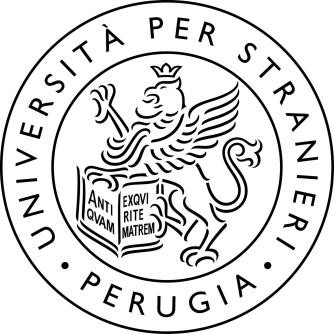 UNIVERSITÀ PER STRANIERI
• PERUGIA •
ANTI
QVAM
EXQVI
RITE
MATREM